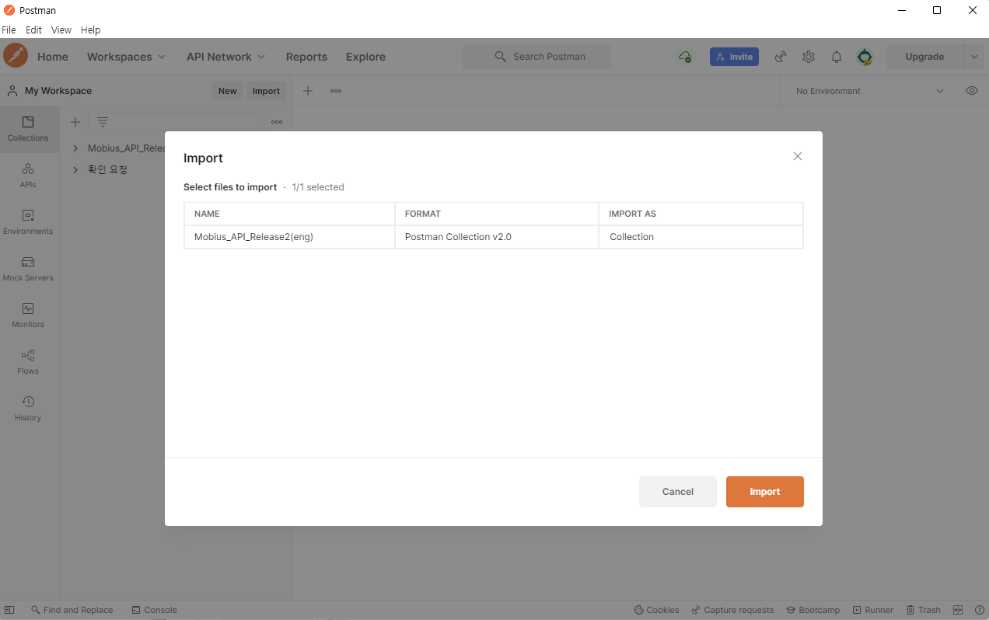 Postman
File Edit View Help
Home Workspaces API Network Reports Explore Search Postman Invite Upgrade
My Workspace New Import No Environment
Collections
APIs
Environments
Mock Servers
Monitors
Flows
History
Mobius_API_Relea
확인 요청
Import
Select files to import · 1/1 selected
NAME FORMAT IMPORT AS
Mobius_API_Release2(eng) Postman Collection v2.0 Collection
Cancel Import
Find and Replace Console Cookies Capture requests Bootcamp Runner Trash